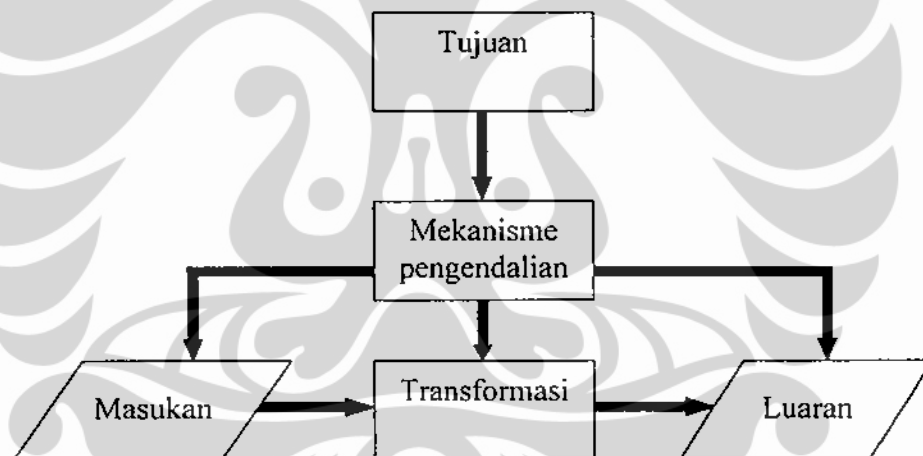 Tujuan
Mekanisme
pengendalian
Masukan
Transformasi
Luaran